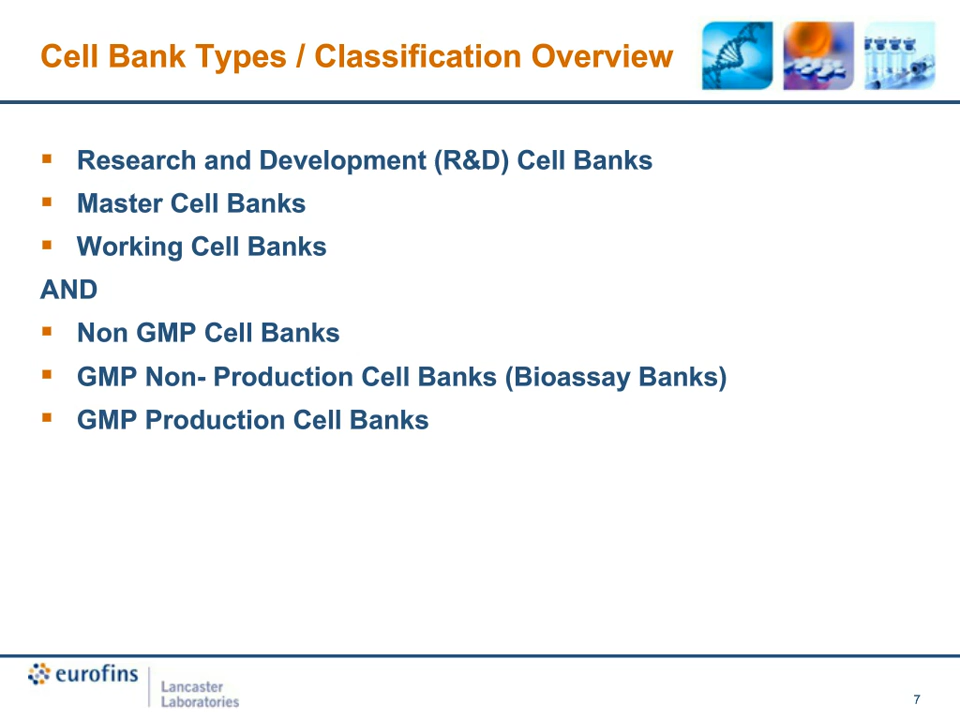 Cell Bank Types / Classification Overview
▪ Research and Development (R&D) Cell Banks
▪ Master Cell Banks
▪ Working Cell Banks
AND
▪ Non GMP Cell Banks
▪ GMP Non- Production Cell Banks (Bioassay Banks)
▪ GMP Production Cell Banks
eurofins
Lancaster
Laboratories
7